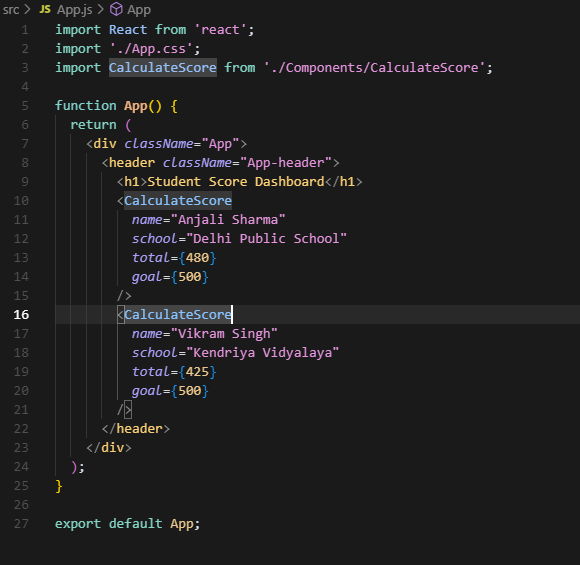 src > JS App.js > App
1 import React from 'react';
2 import './App.css';
3 import CalculateScore from './Components/CalculateScore';
4
5 function App() {
6   return (
7     <div className="App">
8       <header className="App-header">
9         <h1>Student Score Dashboard</h1>
10         <CalculateScore
11           name="Anjali Sharma"
12           school="Delhi Public School"
13           total={480}
14           goal={500}
15         />
16         <CalculateScore
17           name="Vikram Singh"
18           school="Kendriya Vidyalaya"
19           total={425}
20           goal={500}
21         />
22       </header>
23     </div>
24   );
25 }
26
27 export default App;